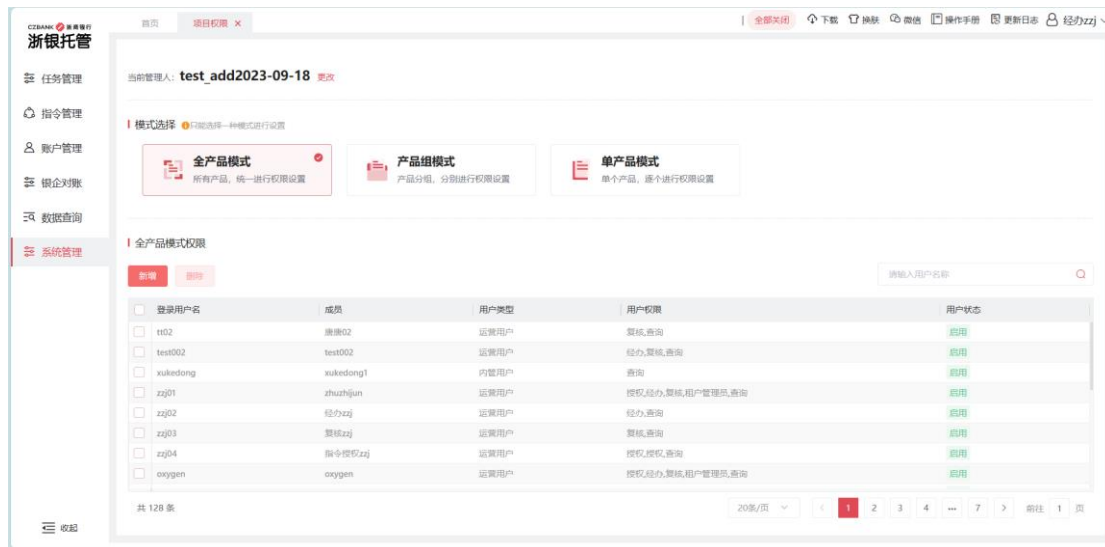 CZBANK 浙商银行
浙银托管
首页 项目权限 ×
全部关闭 下载 换肤 微信 操作手册 更新日志 经办zzj
任务管理
指令管理
账户管理
银企对账
数据查询
系统管理
收起
当前管理人: test_add2023-09-18 更改
模式选择 只能选择一种模式进行设置
全产品模式
所有产品, 统一进行权限设置
产品组模式
产品分组, 分别进行权限设置
单产品模式
单个产品, 逐个进行权限设置
全产品模式权限
新增 删除 请输入用户名称
登录用户名 成员 用户类型 用户权限 用户状态
tt02 唐唐02 运营用户 复核,查询 启用
test002 test002 运营用户 经办,复核,查询 启用
xukedong xukedong1 内管用户 查询 启用
zzj01 zhuzhijun 运营用户 授权,经办,复核,租户管理员,查询 启用
zzj02 经办zzj 运营用户 经办,查询 启用
zzj03 复核zzj 运营用户 复核,查询 启用
zzj04 指令授权zzj 运营用户 授权,授权,查询 启用
oxygen oxygen 运营用户 授权,经办,复核,租户管理员,查询 启用
共 128 条 20条/页 < 1 2 3 4 ••• 7 > 前往 1 页